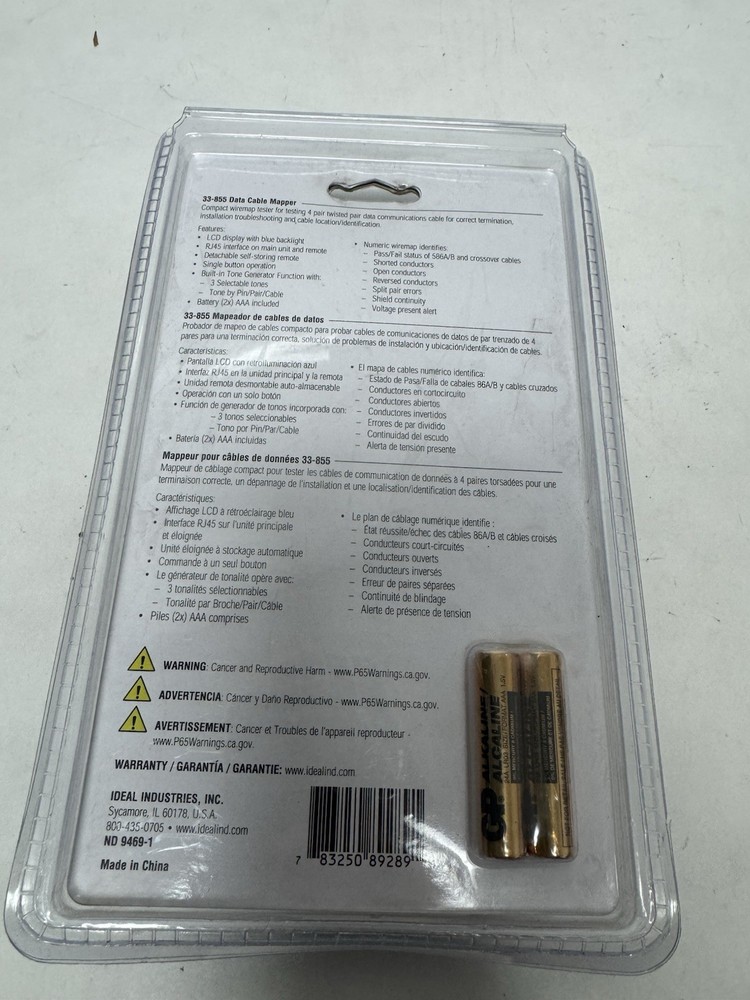 33-855 Data Cable Mapper
Compact wiremap tester for testing 4 pair twisted pair data communications cable for correct termination,
installation troubleshooting and cable location/identification.
Features:
• LCD display with blue backlight
• RJ45 interface on main unit and remote
• Detachable self-storing remote
• Single button operation
• Built-in Tone Generator Function with:
– 3 Selectable tones
– Tone by Pin/Pair/Cable
• Battery (2x) AAA included
• Numeric wiremap identifies:
– Pass/Fail status of 586A/B and crossover cables
– Shorted conductors
– Open conductors
– Reversed conductors
– Split pair errors
– Shield continuity
– Voltage present alert
33-855 Mapeador de cables de datos
Probador de mapeo de cables compacto para probar cables de comunicaciones de datos de par trenzado de 4
pares para una terminación correcta, solución de problemas de instalación y ubicación/identificación de cables.
Características:
• Pantalla LCD con retroiluminación azul
• Interfaz RJ45 en la unidad principal y la remota
• Unidad remota desmontable auto-almacenable
• Operación con un solo botón
• Función de generador de tonos incorporada con:
– 3 tonos seleccionables
– Tono por Pin/Par/Cable
• Batería (2x) AAA incluidas
• El mapa de cables numérico identifica:
– Estado de Pasa/Falla de cabales 86A/B y cables cruzados
– Conductores en cortocircuito
– Conductores abiertos
– Conductores invertidos
– Errores de par dividido
– Continuidad del escudo
– Alerta de tensión presente
Mappeur pour câbles de données 33-855
Mappeur de câblage compact pour tester les câbles de communication de données à 4 paires torsadées pour une
terminaison correcte, un dépannage de l'installation et une localisation/identification des câbles.
Caractéristiques:
• Affichage LCD à rétroéclairage bleu
• Interface RJ45 sur l'unité principale
et éloignée
• Unité éloignée à stockage automatique
• Commande à un seul bouton
• Le générateur de tonalité opère avec:
– 3 tonalités sélectionnables
– Tonalité par Broche/Pair/Câble
• Piles (2x) AAA comprises
• Le plan de câblage numérique identifie :
– État réussite/échec des câbles 86A/B et câbles croisés
– Conducteurs court-circuités
– Conducteurs ouverts
– Conducteurs inversés
– Erreur de paires séparées
– Continuité de blindage
– Alerte de présence de tension
WARNING: Cancer and Reproductive Harm - www.P65Warnings.ca.gov.
ADVERTENCIA: Cáncer y Daño Reproductivo - www.P65Warnings.ca.gov.
AVERTISSEMENT: Cancer et Troubles de l'appareil reproducteur -
www.P65Warnings.ca.gov.
WARRANTY / GARANTÍA / GARANTIE: www.idealind.com
IDEAL INDUSTRIES, INC.
Sycamore, IL 60178, U.S.A.
800-435-0705 • www.idealind.com
ND 9469-1
Made in China
7 83250 89289
GP ALKALINE/
ALCALINE